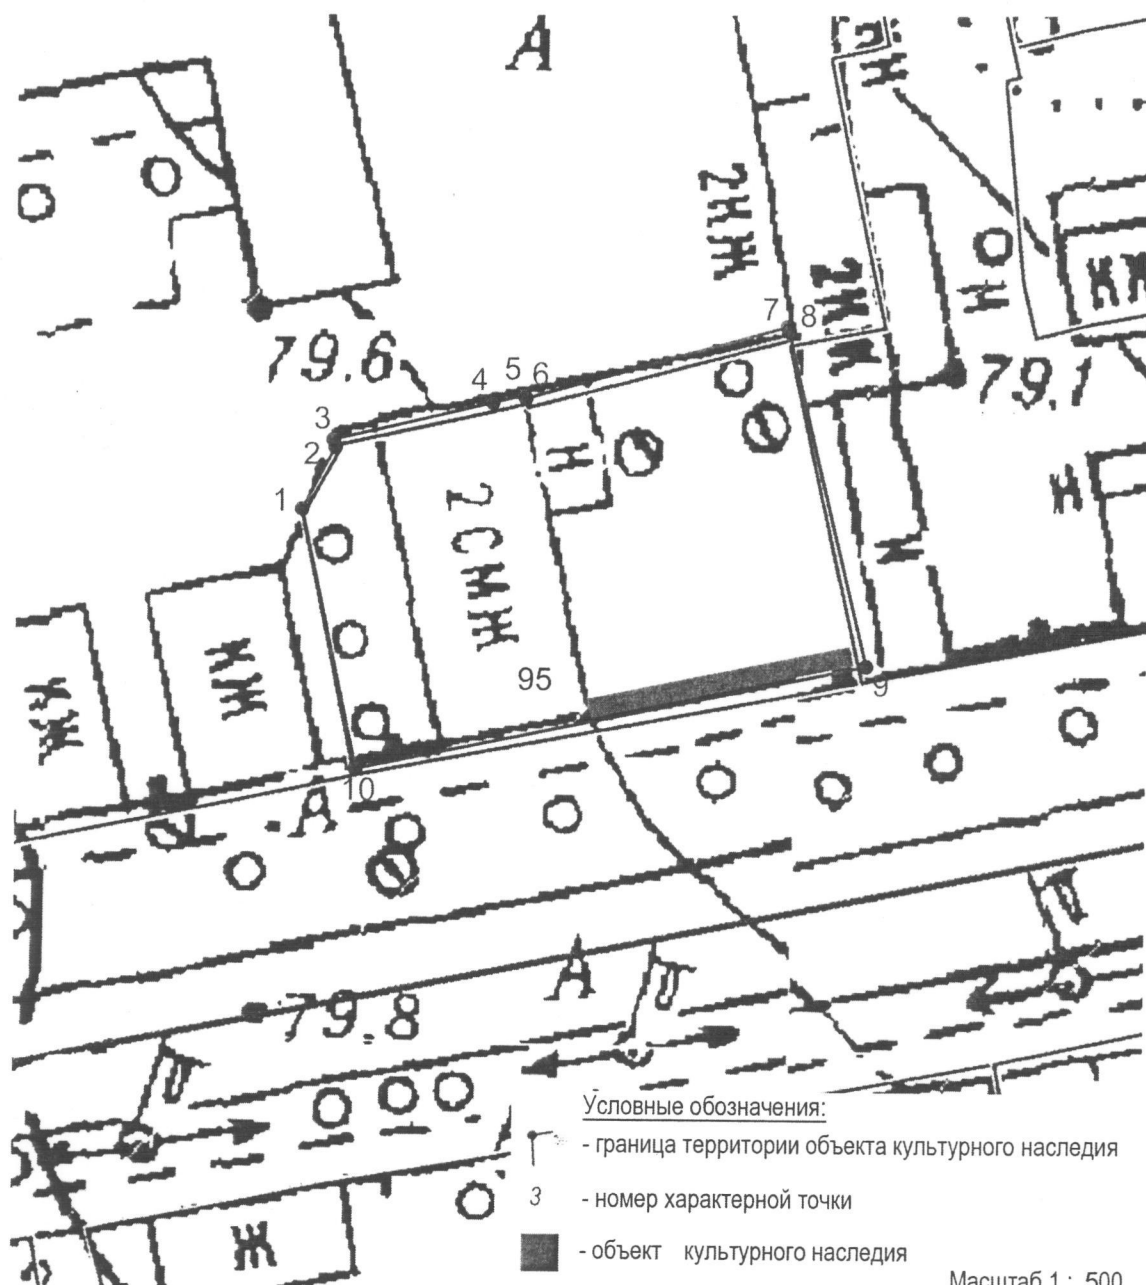 А
Н
2КЖ
2КЖ
КЖ
Н
7 8
79.6
79.1
5
4 6
3
2
Н
1
2СМЖ
Н
КЖ
КЖ
95
9
10
А
А
79.8
Ж
Условные обозначения:
- граница территории объекта культурного наследия
3 - номер характерной точки
- объект культурного наследия
Масштаб 1 : 500